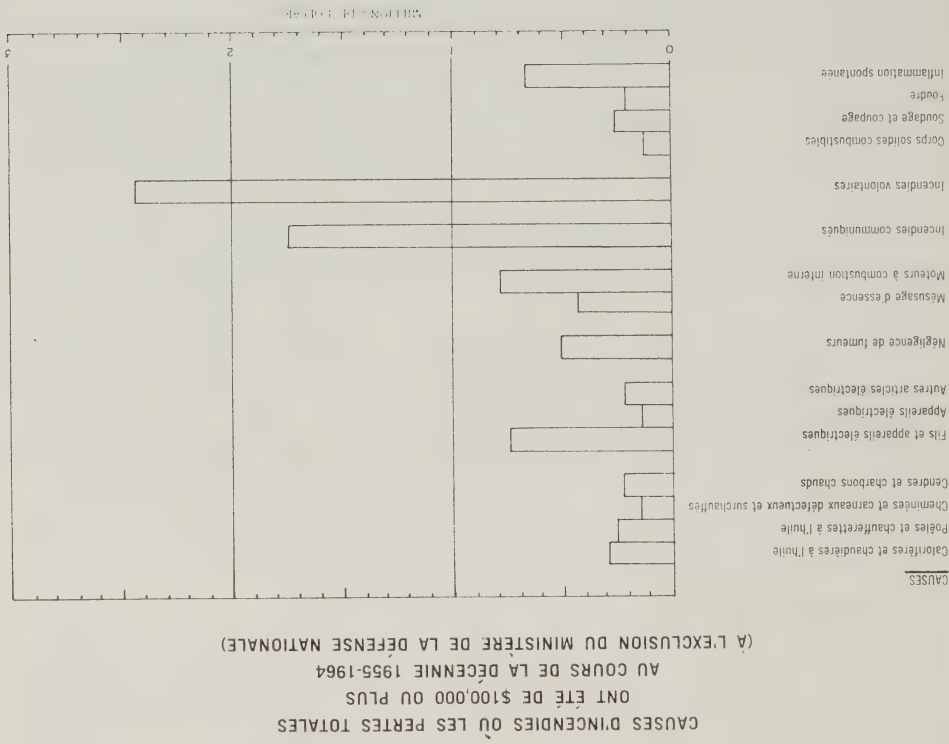 CAUSES D'INCENDIES OÙ LES PERTES TOTALES
ONT ÉTÉ DE $100,000 OU PLUS
AU COURS DE LA DÉCENNIE 1955-1964
(À L'EXCLUSION DU MINISTÈRE DE LA DÉFENSE NATIONALE)
CAUSES
Calorifères et chaudières à l'huile
Poêles et chaufferettes à l'huile
Cheminées et carneaux défectueux et surchauffés
Cendres et charbons chauds
Fils et appareils électriques
Appareils électriques
Autres articles électriques
Négligence de fumeurs
Mésusage d'essence
Moteurs à combustion interne
Incendies communiqués
Incendies volontaires
Corps solides combustibles
Soudage et coupage
Foudre
Inflammation spontanée
0 1 2 3
MILLIONS DE